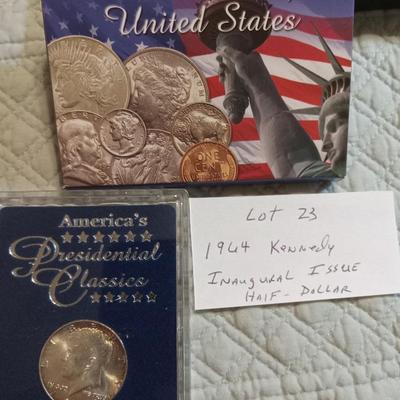 United States
ONE
CENT
America's
Presidential
Classics
Lot 23
1964 Kennedy
Inaugural Issue
Half-Dollar